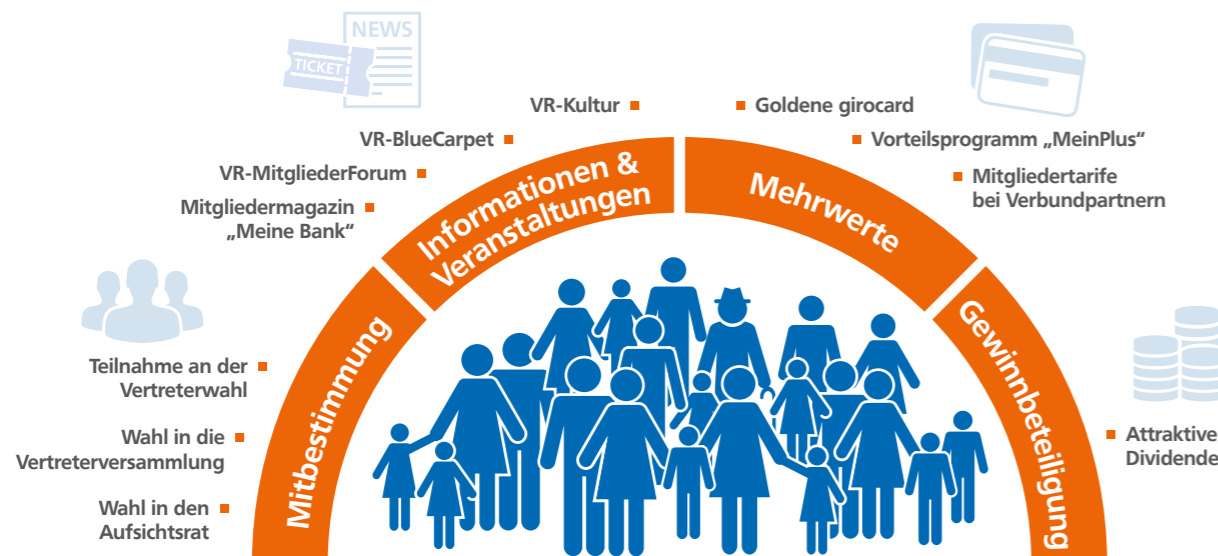 NEWS
TICKET
VR-Kultur
VR-BlueCarpet
VR-MitgliederForum
Mitgliedermagazin
„Meine Bank“
Informationen &
Veranstaltungen
Goldene girocard
Vorteilsprogramm „MeinPlus“
Mitgliedertarife
bei Verbundpartnern
Mehrwerte
Teilnahme an der
Vertreterwahl
Wahl in die
Vertreterversammlung
Wahl in den
Aufsichtsrat
Mitbestimmung
Gewinnbeteiligung
Attraktive
Dividende